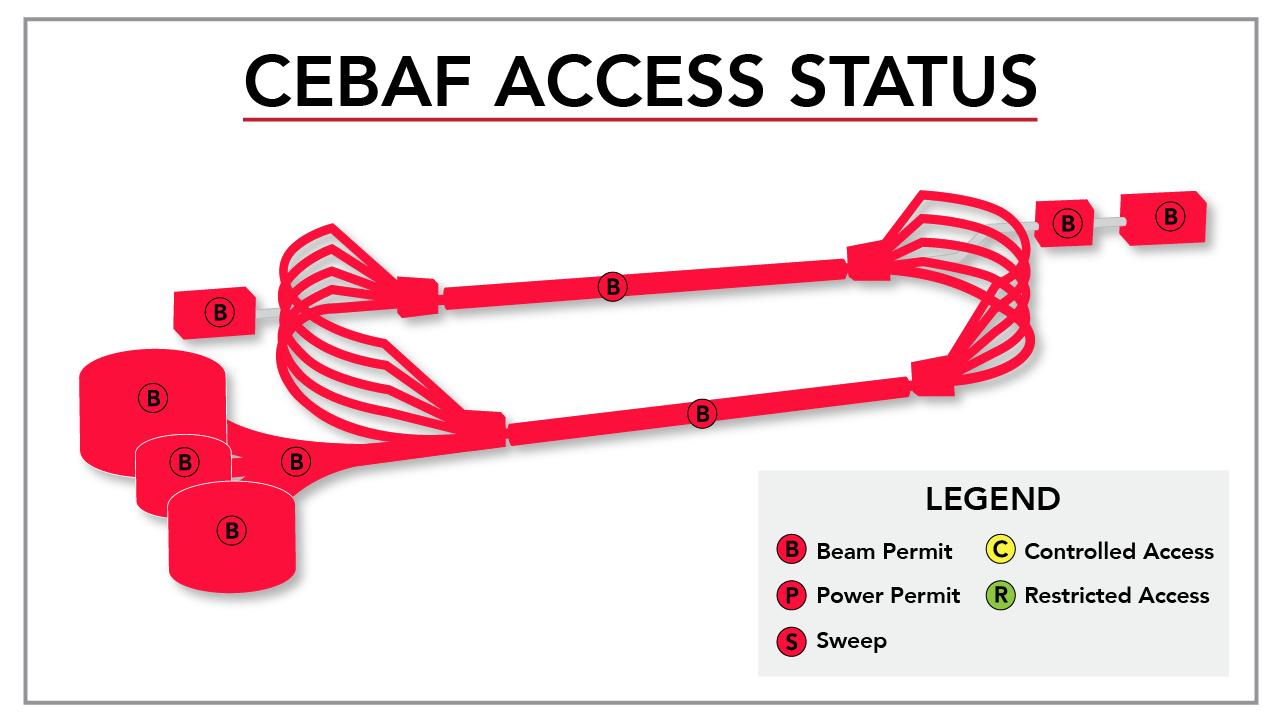 CEBAF ACCESS STATUS
B
B
B
B
B
B
B
B
B
B
LEGEND
B Beam Permit
C Controlled Access
P Power Permit
R Restricted Access
S Sweep